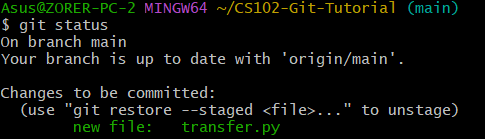 Asus@ZORER-PC-2 MINGW64 ~/CS102-Git-Tutorial (main)
$ git status
On branch main
Your branch is up to date with 'origin/main'.

Changes to be committed:
  (use "git restore --staged <file>..." to unstage)
        new file:   transfer.py